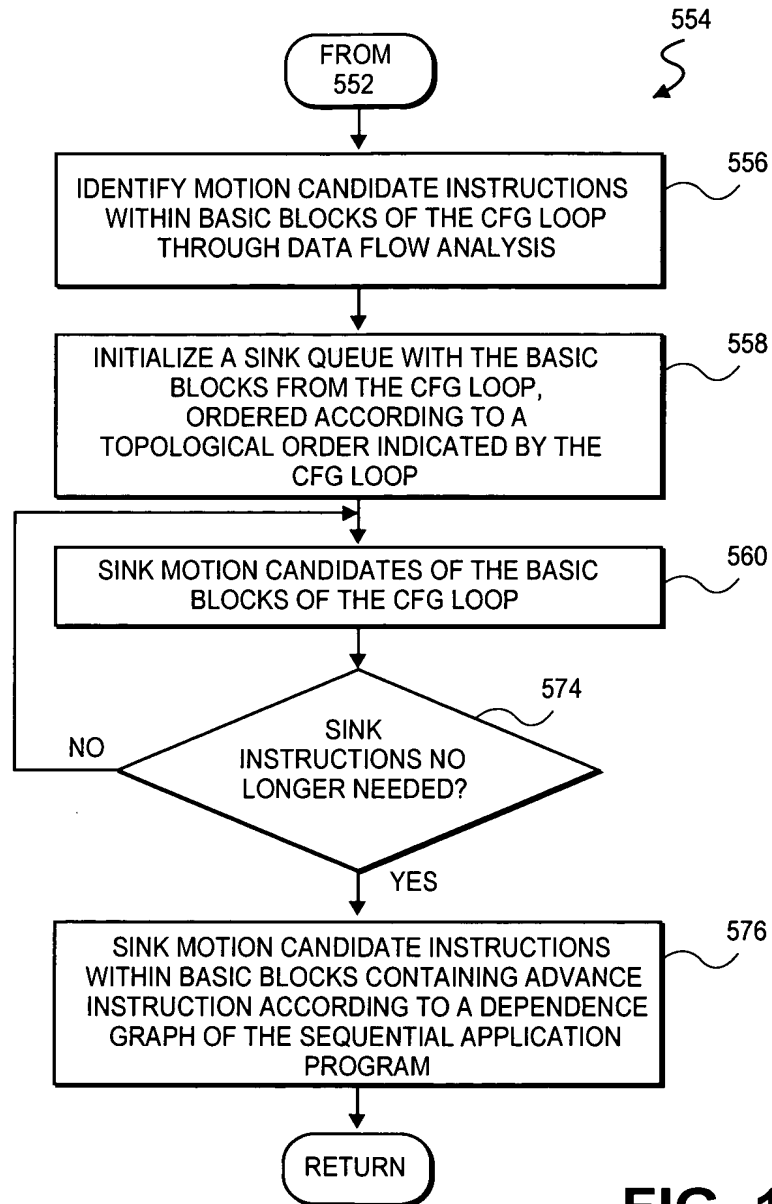 554
FROM
552
556
IDENTIFY MOTION CANDIDATE INSTRUCTIONS
WITHIN BASIC BLOCKS OF THE CFG LOOP
THROUGH DATA FLOW ANALYSIS
558
INITIALIZE A SINK QUEUE WITH THE BASIC
BLOCKS FROM THE CFG LOOP,
ORDERED ACCORDING TO A
TOPOLOGICAL ORDER INDICATED BY THE
CFG LOOP
560
SINK MOTION CANDIDATES OF THE BASIC
BLOCKS OF THE CFG LOOP
574
SINK
INSTRUCTIONS NO
LONGER NEEDED?
NO
YES
576
SINK MOTION CANDIDATE INSTRUCTIONS
WITHIN BASIC BLOCKS CONTAINING ADVANCE
INSTRUCTION ACCORDING TO A DEPENDENCE
GRAPH OF THE SEQUENTIAL APPLICATION
PROGRAM
RETURN
FIG.